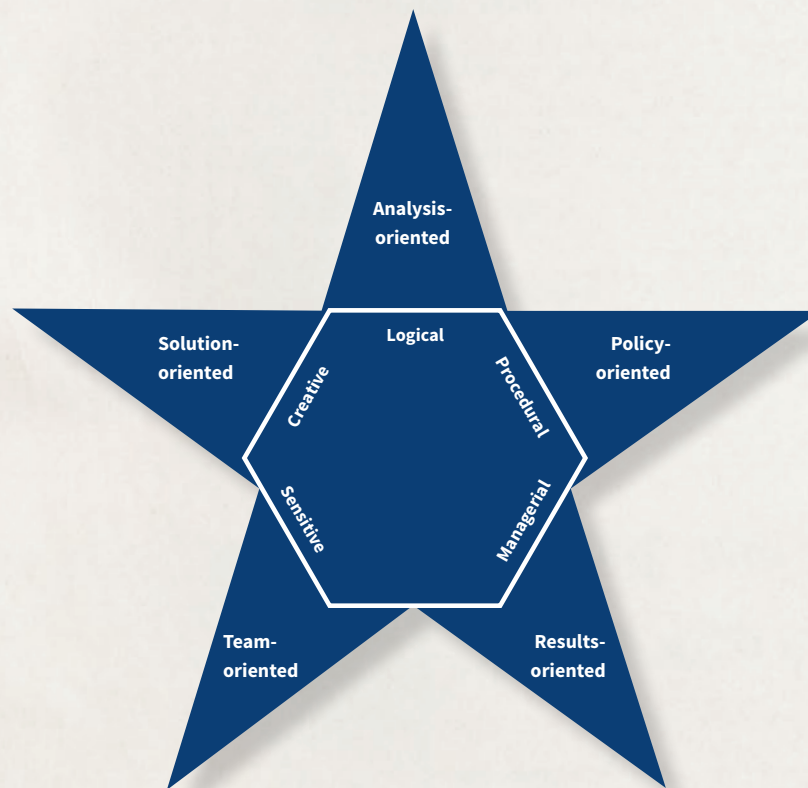 Analysis-
oriented
Logical
Solution-
oriented
Creative
Procedural
Policy-
oriented
Sensitive
Managerial
Team-
oriented
Results-
oriented